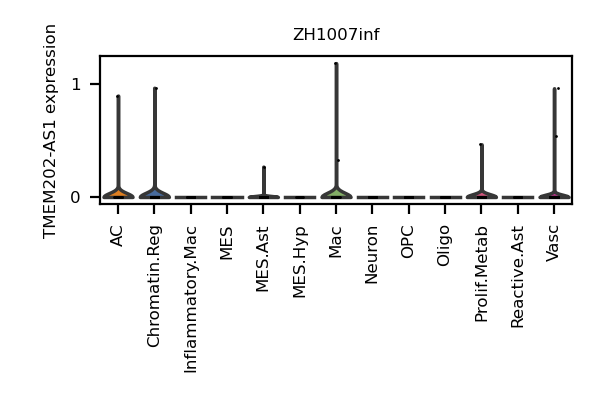 ZH1007inf
TMEM202-AS1 expression
1
0
AC
Chromatin.Reg
Inflammatory.Mac
MES
MES.Ast
MES.Hyp
Mac
Neuron
OPC
Oligo
Prolif.Metab
Reactive.Ast
Vasc